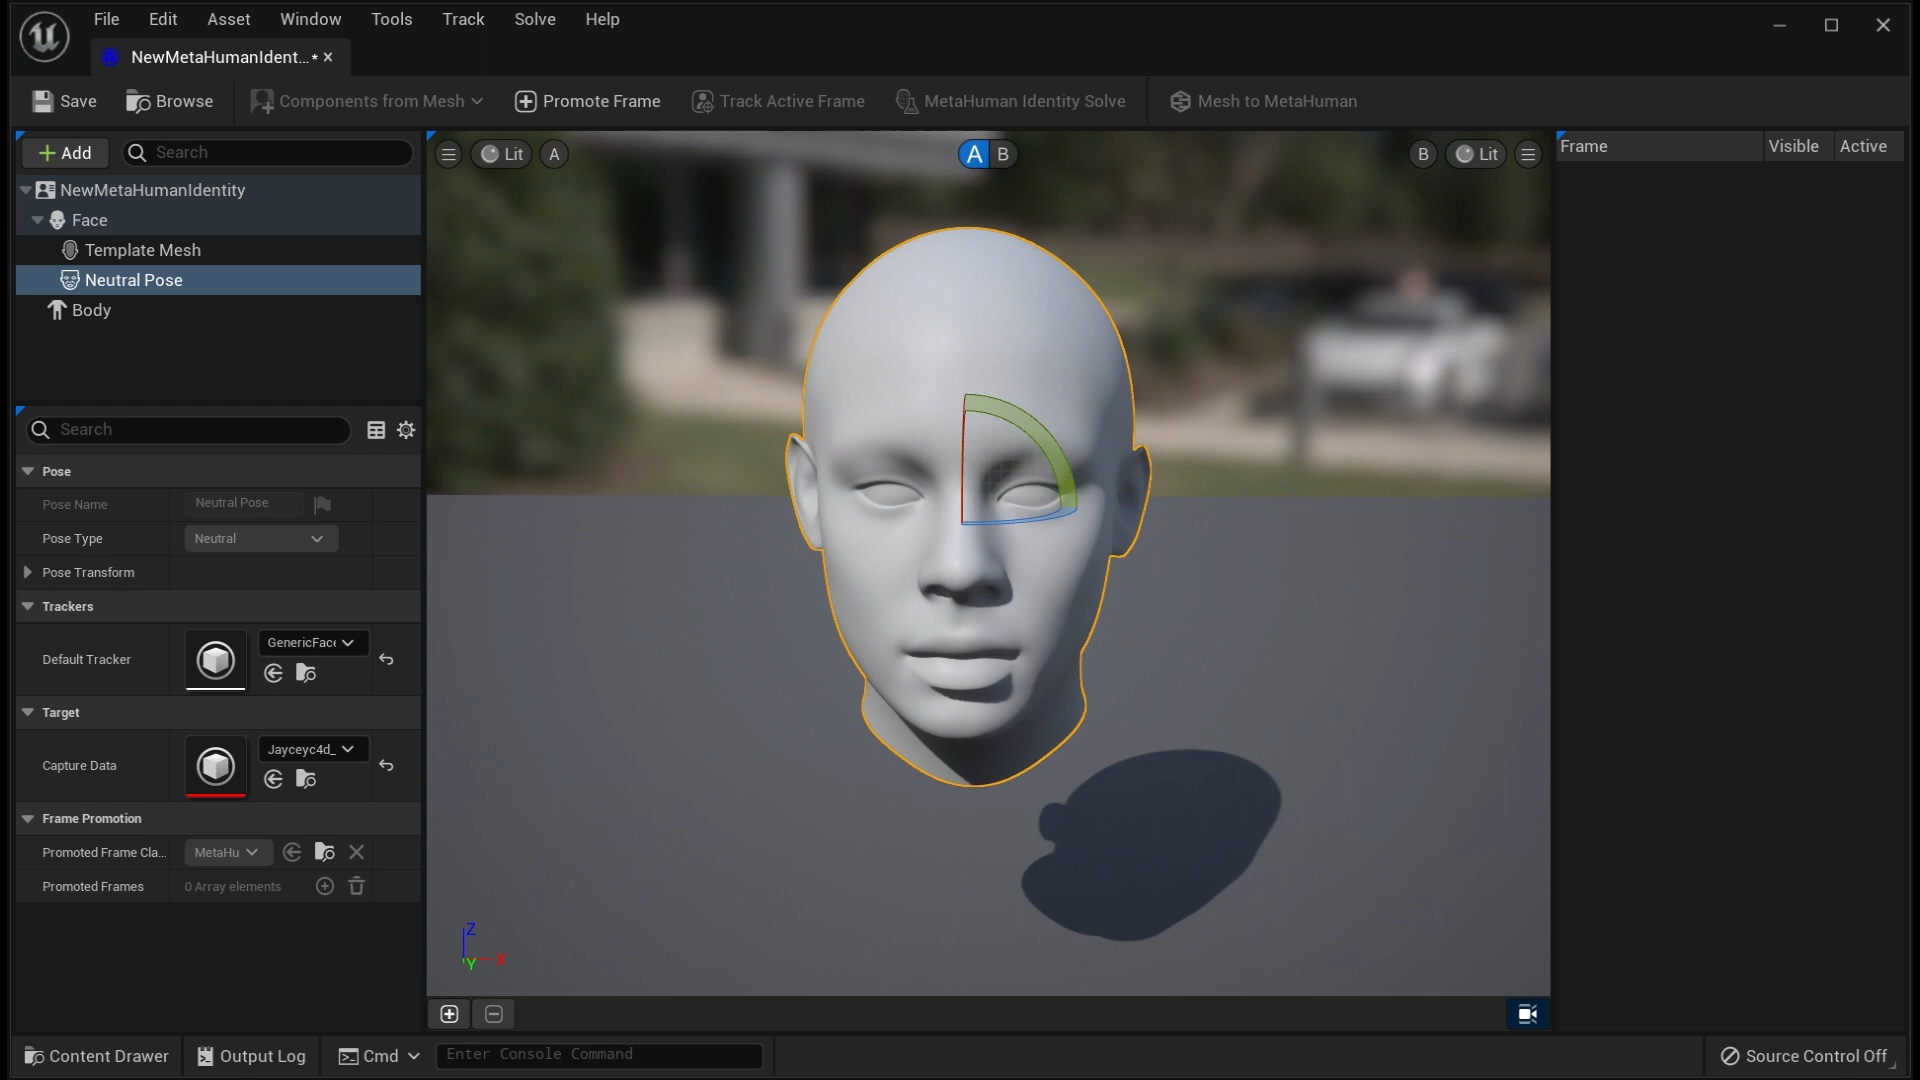 File Edit Asset Window Tools Track Solve Help
NewMetaHumanIdent...*
Save Browse Components from Mesh Promote Frame Track Active Frame MetaHuman Identity Solve Mesh to MetaHuman
Add Search
Lit A A B B Lit
Frame Visible Active
NewMetaHumanIdentity
Face
Template Mesh
Neutral Pose
Body
Search
Pose
Pose Name Neutral Pose
Pose Type Neutral
Pose Transform
Trackers
Default Tracker GenericFac
Target
Capture Data Jayceyc4d_
Frame Promotion
Promoted Frame Cla... MetaHu
Promoted Frames 0 Array elements
Z
Y X
Content Drawer Output Log Cmd Enter Console Command Source Control Off